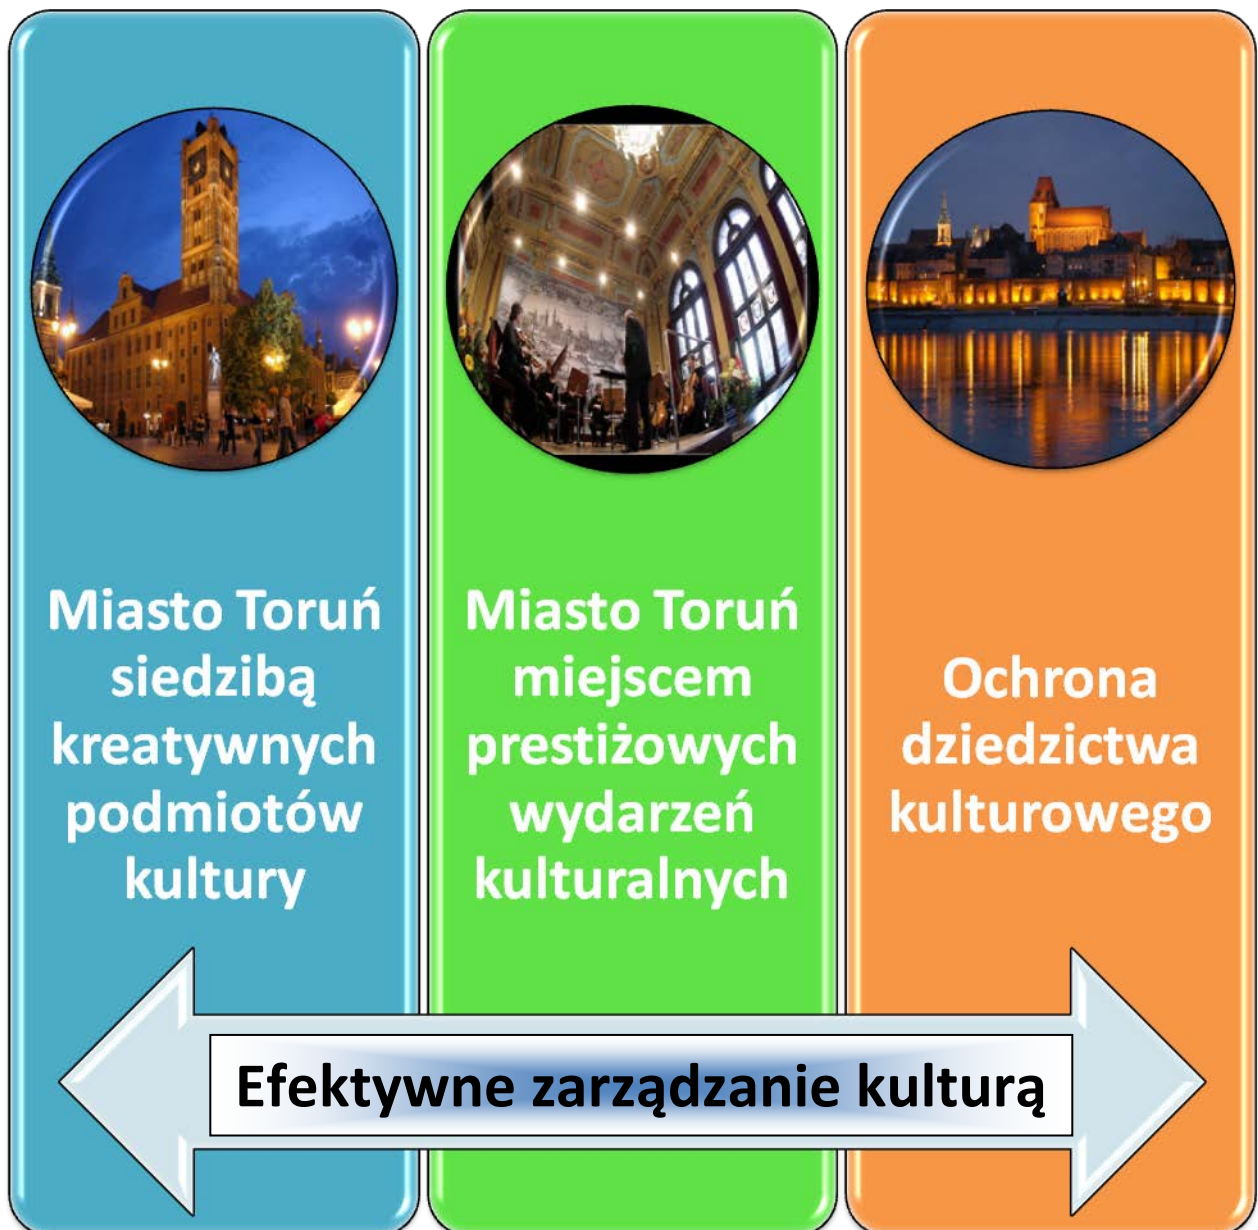 Miasto Toruń
siedzibą
kreatywnych
podmiotów
kultury
Miasto Toruń
miejscem
prestiżowych
wydarzeń
kulturalnych
Ochrona
dziedzictwa
kulturowego
Efektywne zarządzanie kulturą